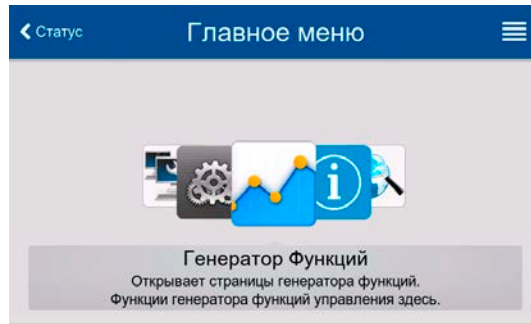 Статус
Главное меню
Генератор Функций
Открывает страницы генератора функций.
Функции генератора функций управления здесь.